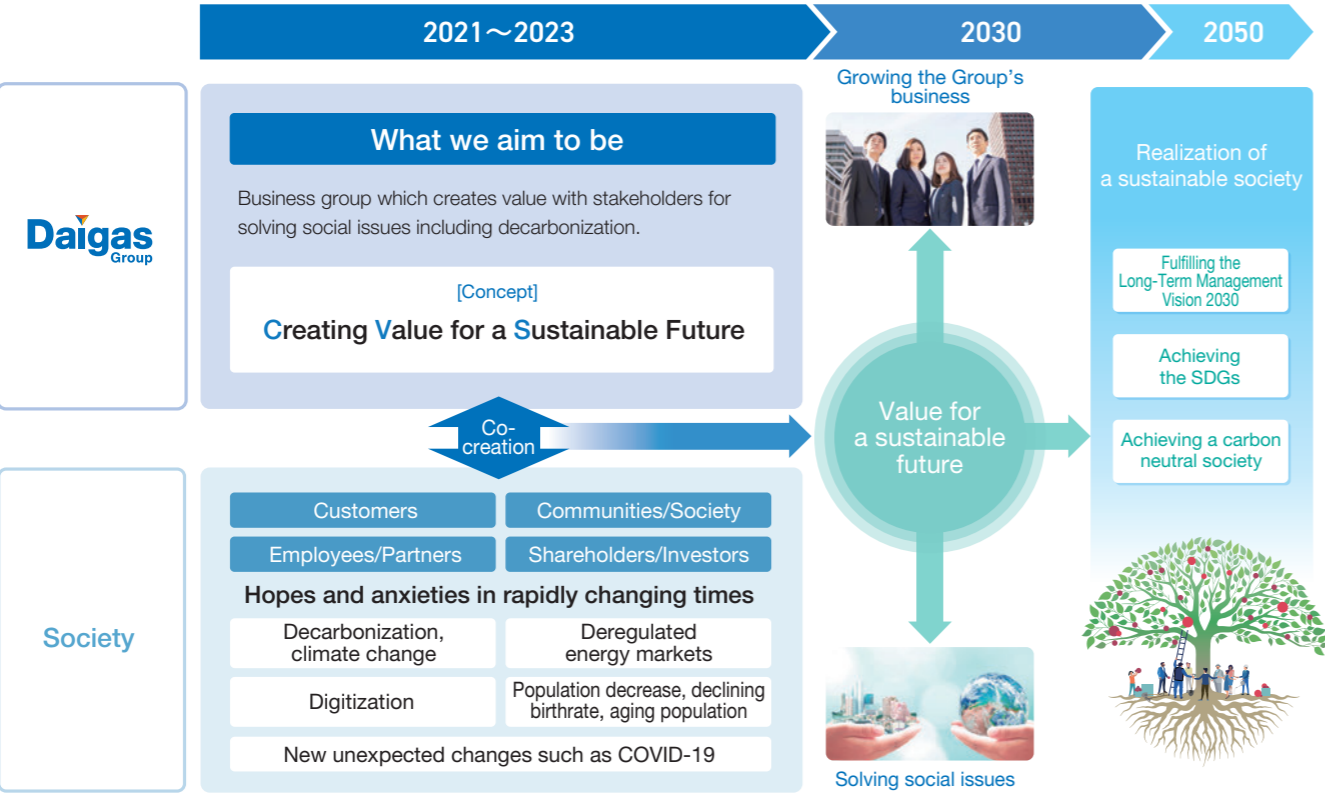 2021～2023
2030
2050
Daigas
Group
What we aim to be
Business group which creates value with stakeholders for
solving social issues including decarbonization.
[Concept]
Creating Value for a Sustainable Future
Co-
creation
Society
Customers
Communities/Society
Employees/Partners
Shareholders/Investors
Hopes and anxieties in rapidly changing times
Decarbonization,
climate change
Deregulated
energy markets
Digitization
Population decrease, declining
birthrate, aging population
New unexpected changes such as COVID-19
Growing the Group's
business
Value for
a sustainable
future
Solving social issues
Realization of
a sustainable society
Fulfilling the
Long-Term Management
Vision 2030
Achieving
the SDGs
Achieving a carbon
neutral society